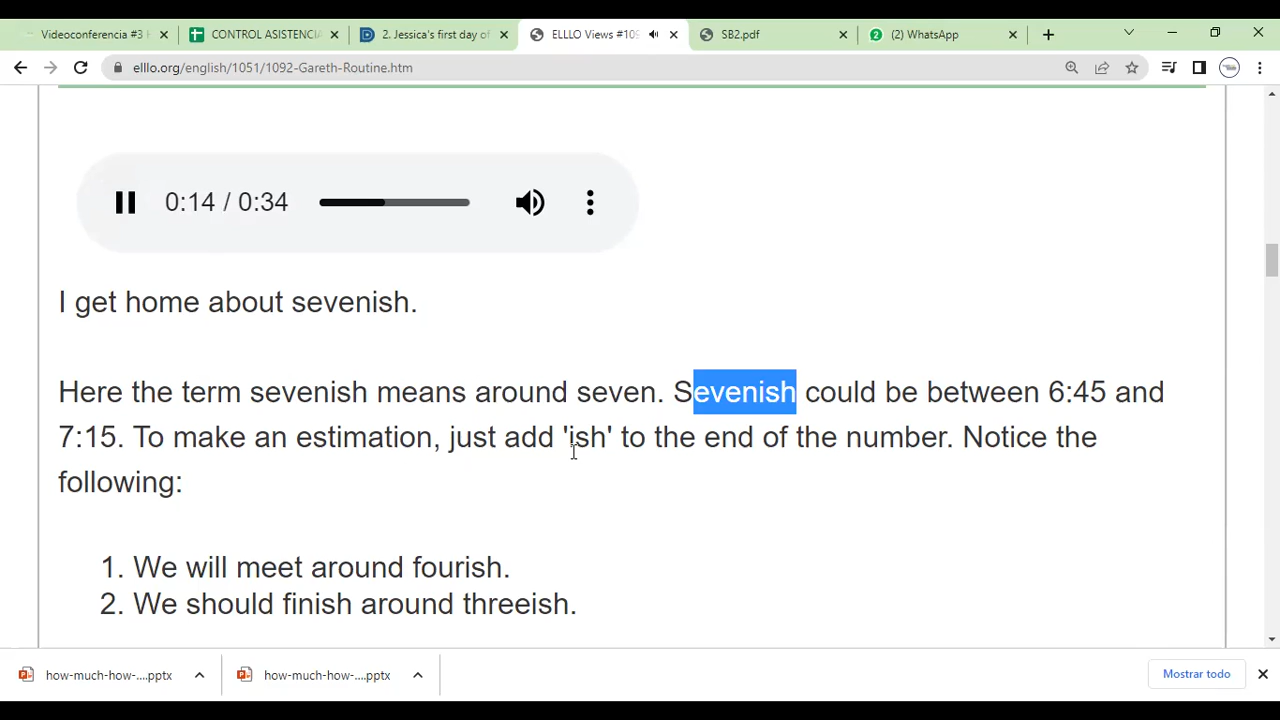 Videoconferencia #3 H
CONTROL ASISTENCIA
2. Jessica's first day of
ELLLO Views #109
SB2.pdf
(2) WhatsApp
elllo.org/english/1051/1092-Gareth-Routine.htm
0:14 / 0:34
I get home about sevenish.
Here the term sevenish means around seven. Sevenish could be between 6:45 and
7:15. To make an estimation, just add 'ish' to the end of the number. Notice the
following:
1. We will meet around fourish.
2. We should finish around threeish.
how-much-how-....pptx
how-much-how-....pptx
Mostrar todo